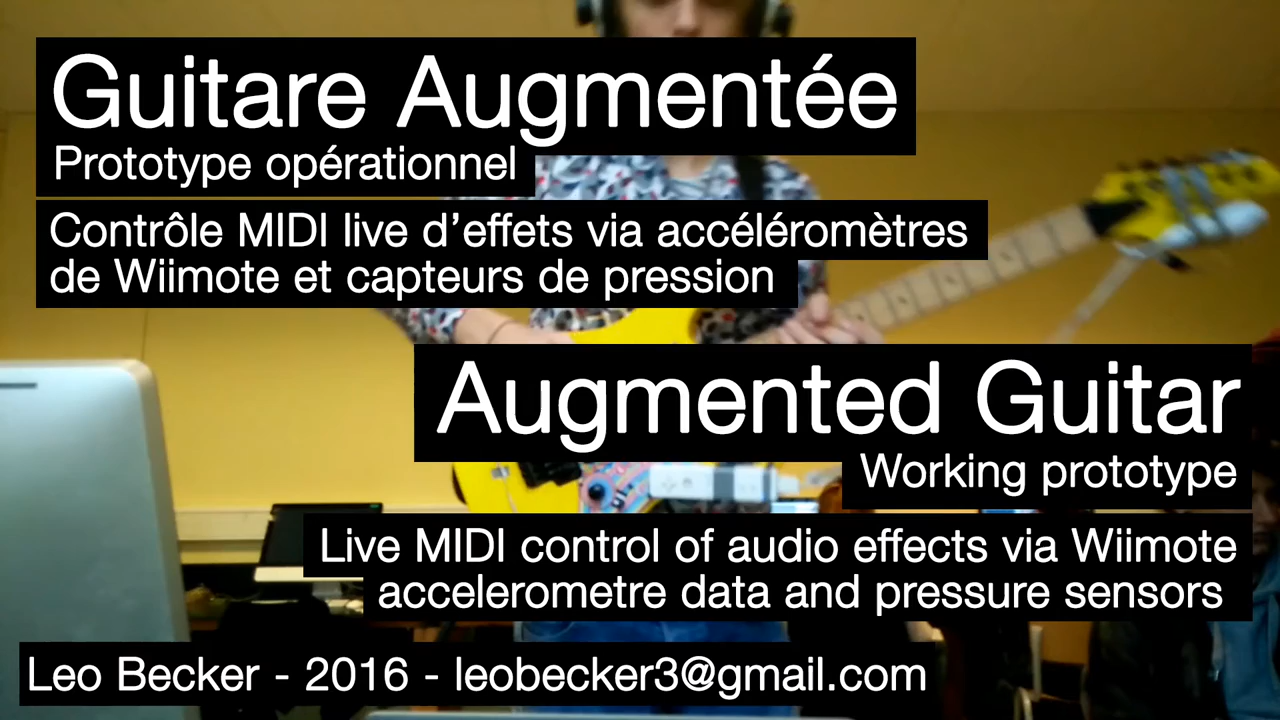 Guitare Augmentée
Prototype opérationnel
Contrôle MIDI live d’effets via accéléromètres
de Wiimote et capteurs de pression
Augmented Guitar
Working prototype
Live MIDI control of audio effects via Wiimote
accelerometre data and pressure sensors
Leo Becker - 2016 - leobecker3@gmail.com